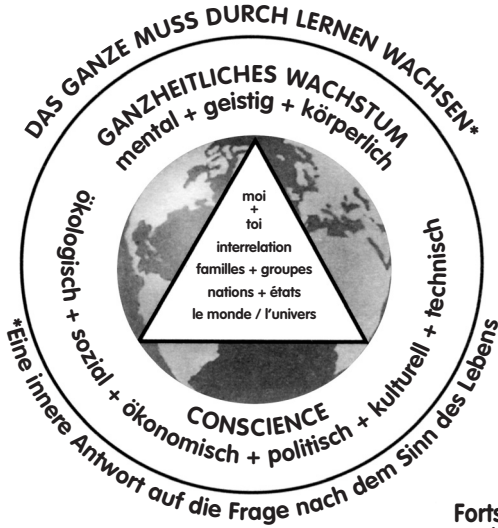 DAS GANZE MUSS DURCH LERNEN WACHSEN*
GANZHEITLICHES WACHSTUM
mental + geistig + körperlich
moi
+
toi
interrelation
familles + groupes
nations + états
le monde / l'univers
CONSCIENCE
ökologisch + sozial + ökonomisch + politisch + kulturell + technisch
*Eine innere Antwort auf die Frage nach dem Sinn des Lebens